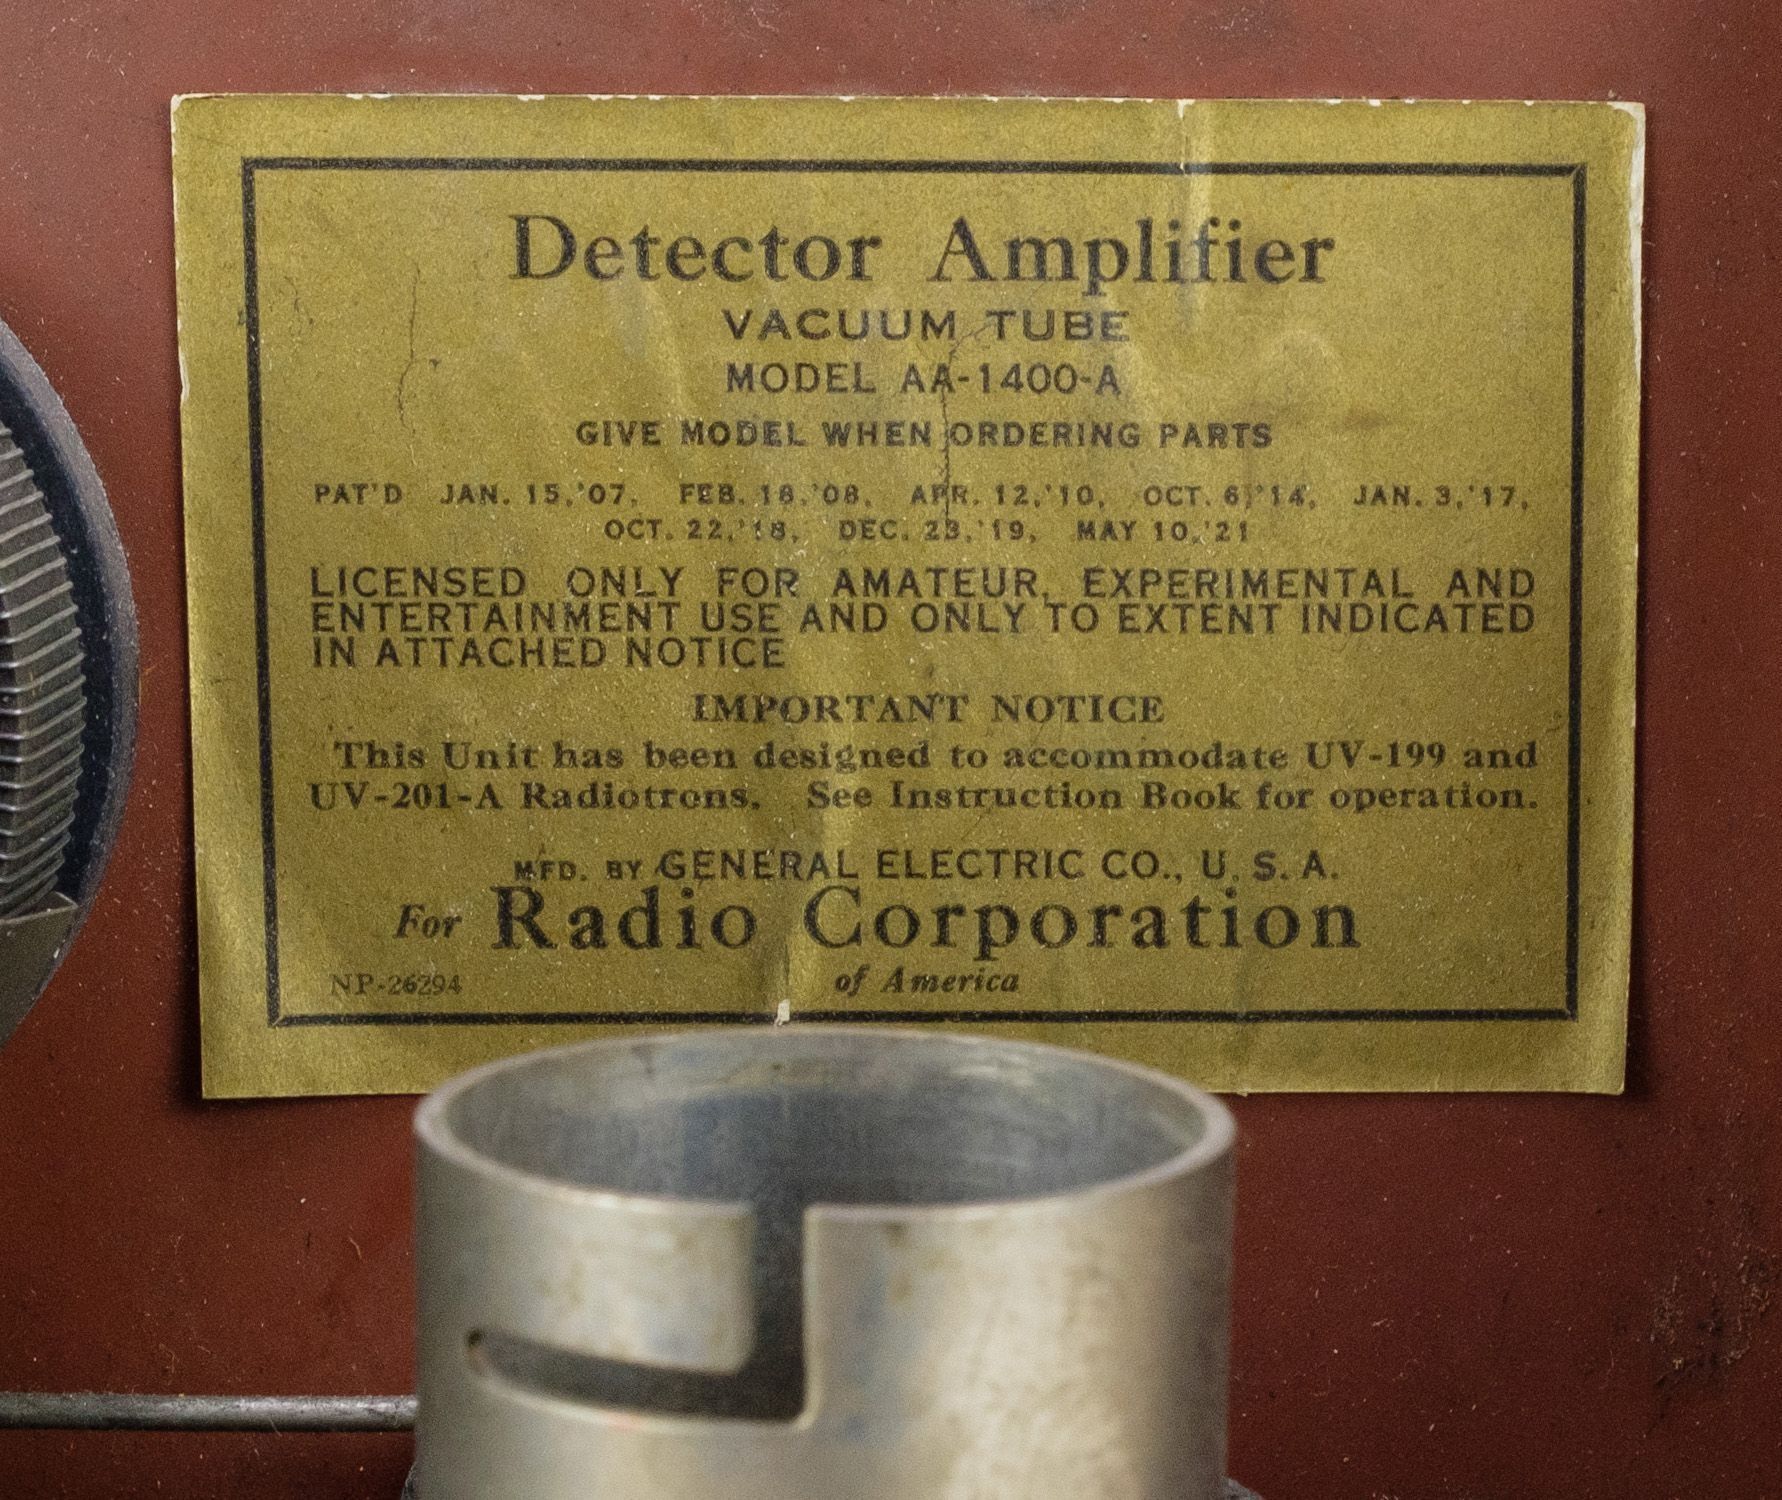 Detector Amplifier
VACUUM TUBE
MODEL AA-1400-A
GIVE MODEL WHEN ORDERING PARTS
PAT'D JAN. 15,'07, FEB. 18,'08, APR. 12,'10, OCT. 6,'14, JAN. 3,'17,
OCT. 22,'18, DEC. 23,'19, MAY 10,'21
LICENSED ONLY FOR AMATEUR, EXPERIMENTAL AND
ENTERTAINMENT USE AND ONLY TO EXTENT INDICATED
IN ATTACHED NOTICE
IMPORTANT NOTICE
This Unit has been designed to accommodate UV-199 and
UV-201-A Radiotrons. See Instruction Book for operation.
MFD. BY GENERAL ELECTRIC CO., U. S. A.
For Radio Corporation
NP-26294 of America